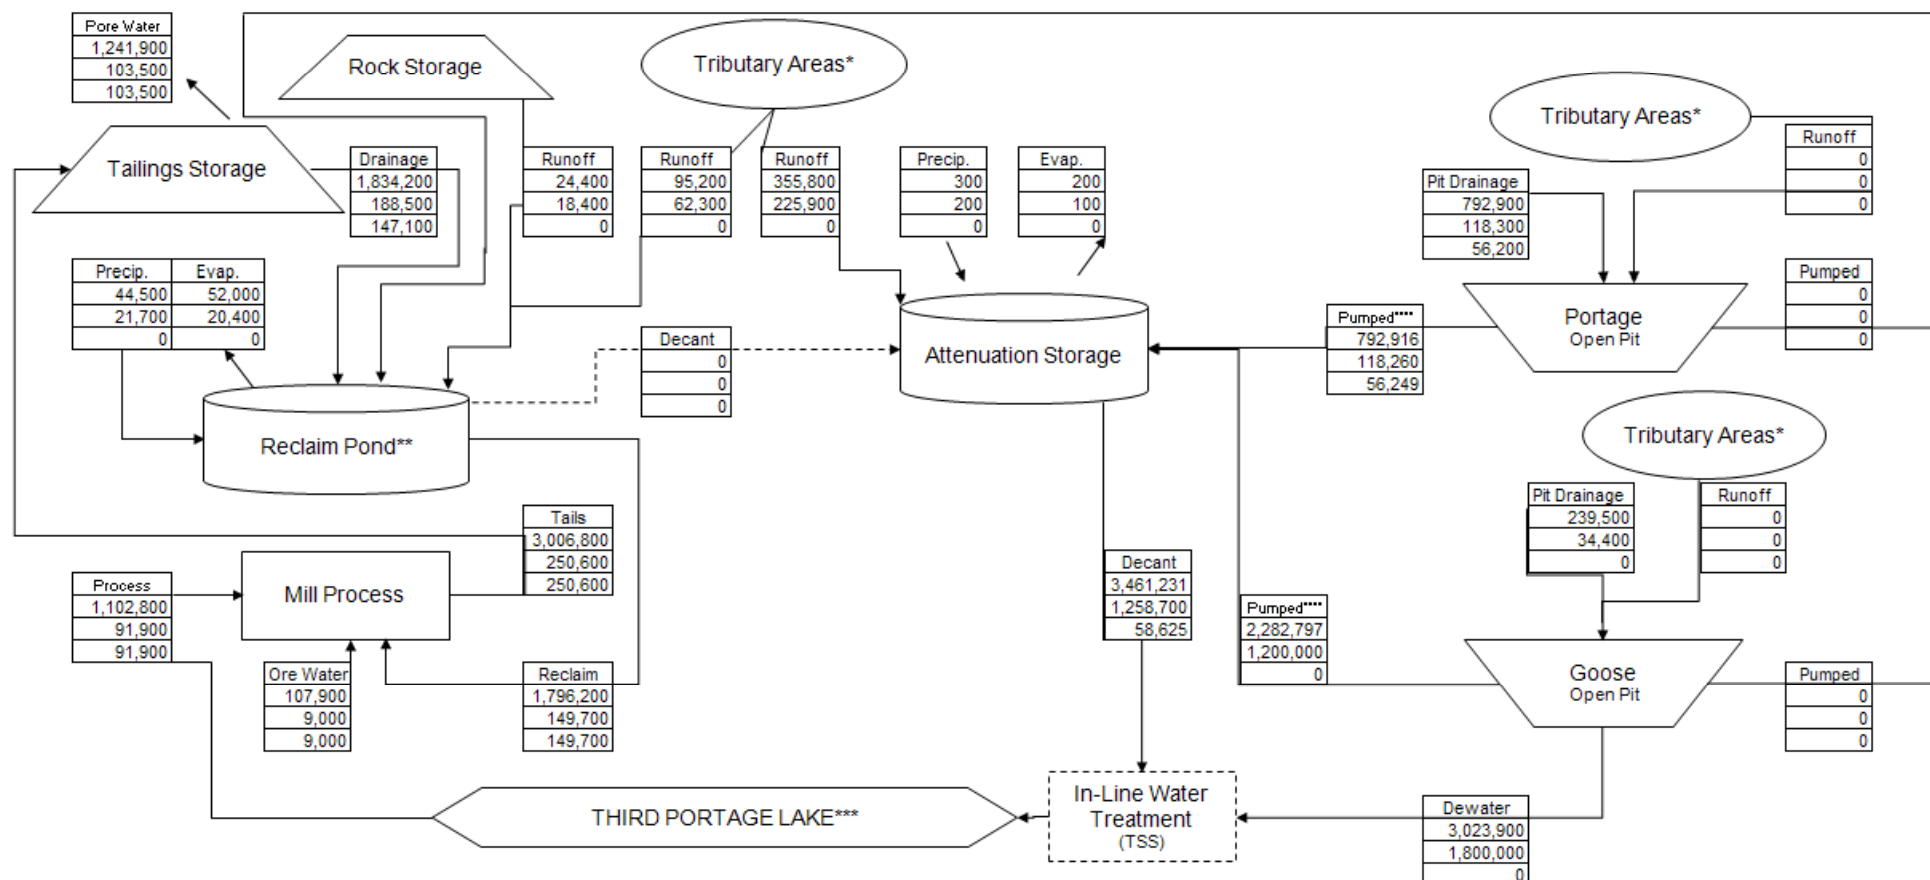 Pore Water
1,241,900
103,500
103,500
Rock Storage
Tributary Areas*
Tributary Areas*
Runoff
0
0
0
Tailings Storage
Drainage
1,834,200
188,500
147,100
Runoff
24,400
18,400
0
Runoff
95,200
62,300
0
Runoff
355,800
225,900
0
Precip.
300
200
0
Evap.
200
100
0
Pit Drainage
792,900
118,300
56,200
Precip.
44,500
21,700
0
Evap.
52,000
20,400
0
Pumped
0
0
0
Portage
Open Pit
Pumped****
792,916
118,260
56,249
Decant
0
0
0
Attenuation Storage
Reclaim Pond**
Tributary Areas*
Pit Drainage
239,500
34,400
0
Runoff
0
0
0
Tails
3,006,800
250,600
250,600
Mill Process
Process
1,102,800
91,900
91,900
Decant
3,461,231
1,258,700
58,625
Pumped****
2,282,797
1,200,000
0
Goose
Open Pit
Pumped
0
0
0
Ore Water
107,900
9,000
9,000
Reclaim
1,796,200
149,700
149,700
THIRD PORTAGE LAKE***
In-Line Water
Treatment
(TSS)
Dewater
3,023,900
1,800,000
0